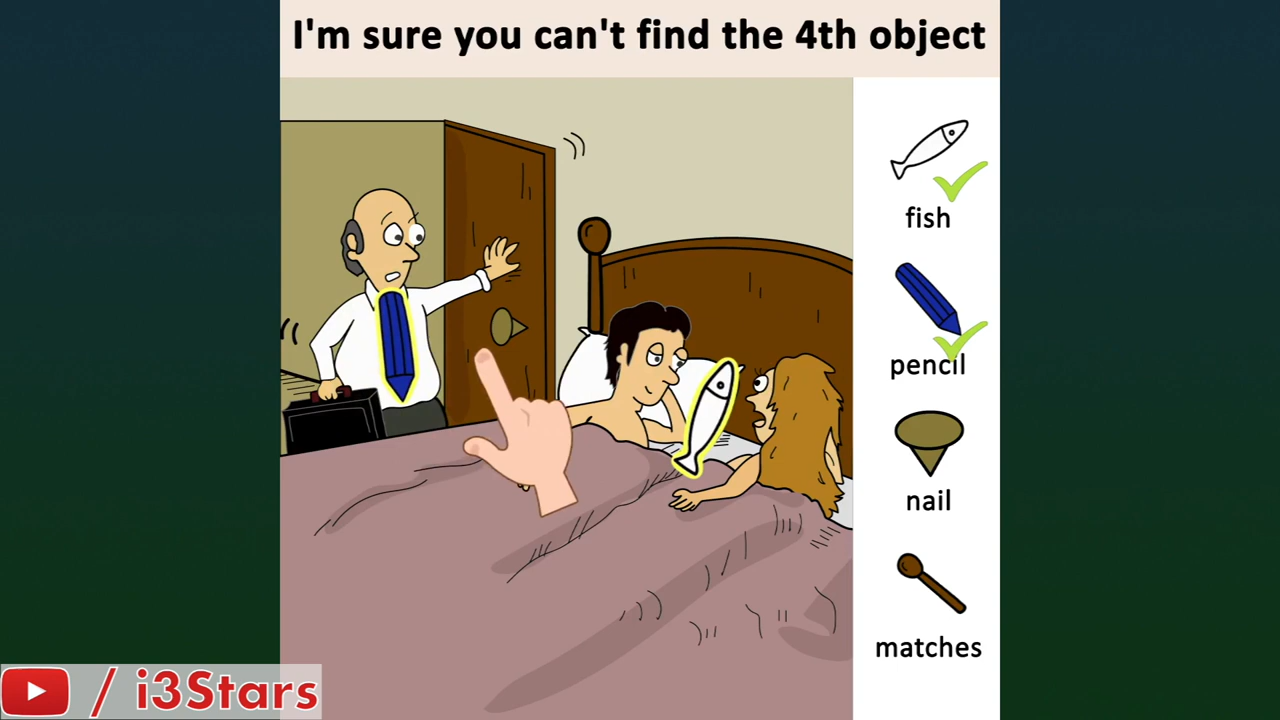 I'm sure you can't find the 4th object
fish
pencil
nail
matches
/ i3Stars